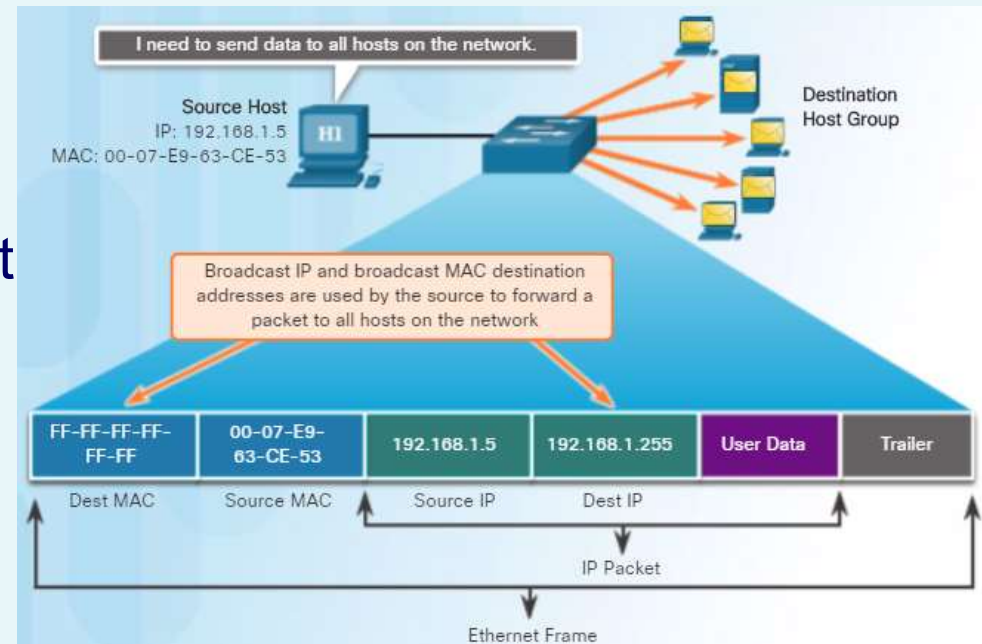 I need to send data to all hosts on the network.
Source Host
IP: 192.168.1.5
MAC: 00-07-E9-63-CE-53
H1
Destination
Host Group
t
Broadcast IP and broadcast MAC destination
addresses are used by the source to forward a
packet to all hosts on the network
FF-FF-FF-FF-
FF-FF
00-07-E9-
63-CE-53
192.168.1.5
192.168.1.255
User Data
Trailer
Dest MAC
Source MAC
Source IP
Dest IP
IP Packet
Ethernet Frame